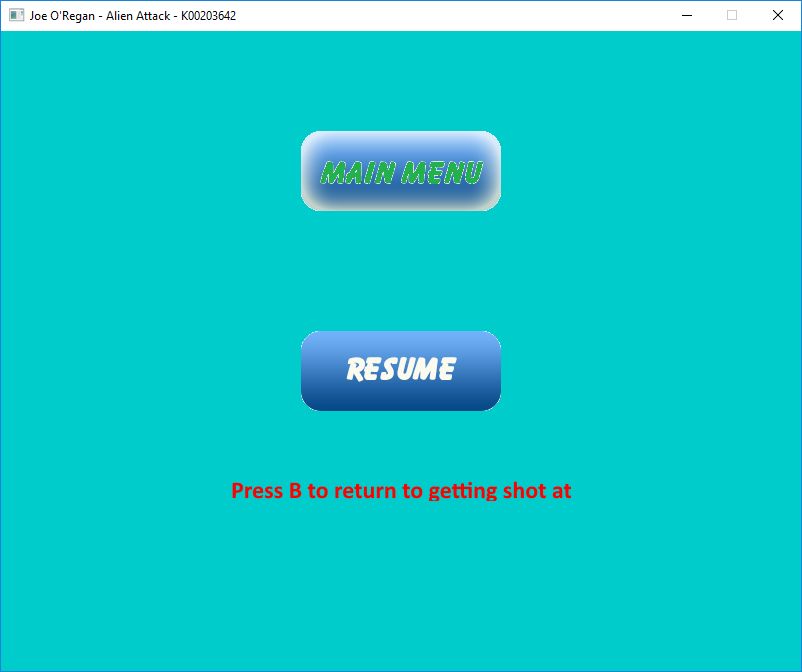 Joe O'Regan - Alien Attack - K00203642
MAIN MENU
RESUME
Press B to return to getting shot at